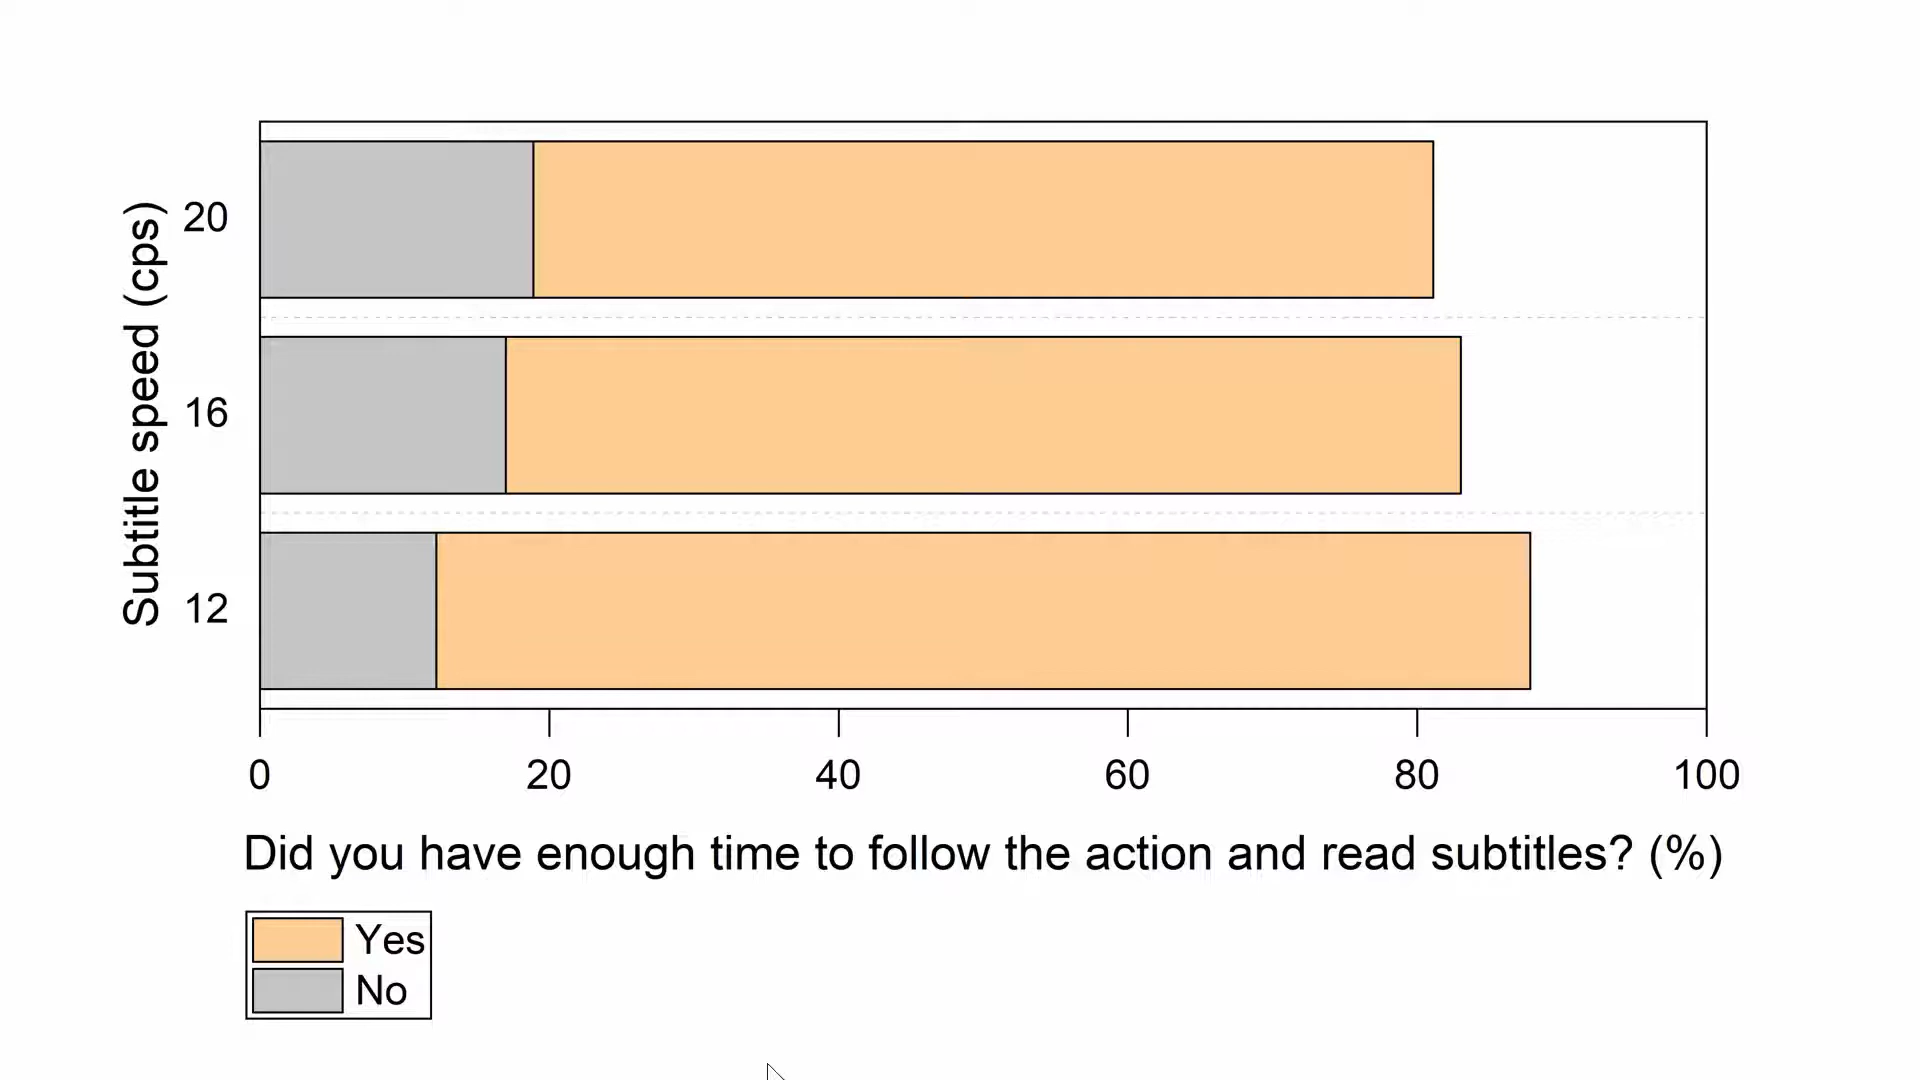 Subtitle speed (cps)
20
16
12
0 20 40 60 80 100
Did you have enough time to follow the action and read subtitles? (%)
Yes
No